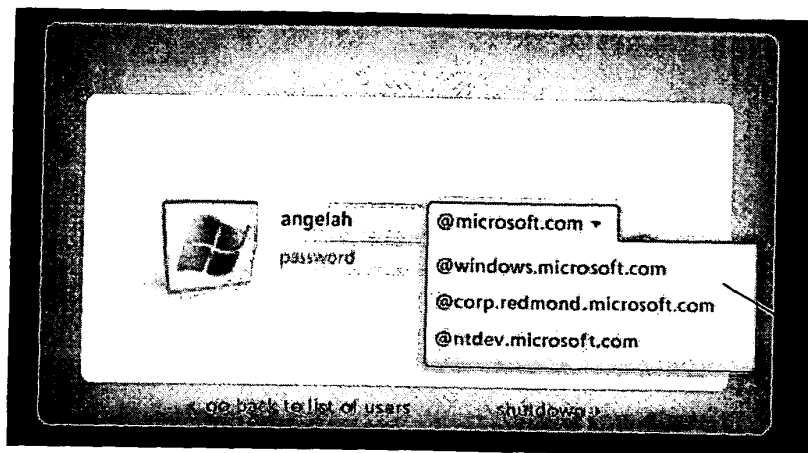 angelah @microsoft.com
password
@windows.microsoft.com
@corp.redmond.microsoft.com
@ntdev.microsoft.com
‹ go back to list of users shutdown ›